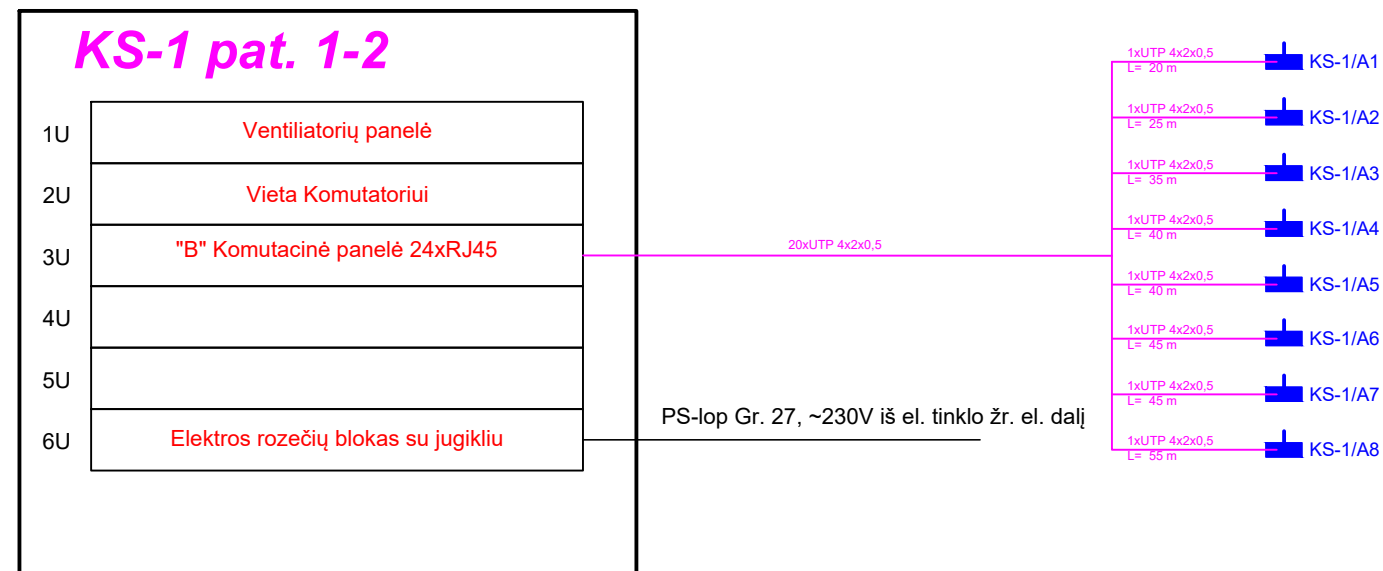 KS-1 pat. 1-2
1U
Ventiliatorių panelė
2U
Vieta Komutatoriui
3U
"B" Komutacinė panelė 24xRJ45
4U
5U
6U
Elektros rozečių blokas su jugikliu
20xUTP 4x2x0,5
PS-lop Gr. 27, ~230V iš el. tinklo žr. el. dalį
1xUTP 4x2x0,5
L= 20 m
KS-1/A1
1xUTP 4x2x0,5
L= 25 m
KS-1/A2
1xUTP 4x2x0,5
L= 35 m
KS-1/A3
1xUTP 4x2x0,5
L= 40 m
KS-1/A4
1xUTP 4x2x0,5
L= 40 m
KS-1/A5
1xUTP 4x2x0,5
L= 45 m
KS-1/A6
1xUTP 4x2x0,5
L= 45 m
KS-1/A7
1xUTP 4x2x0,5
L= 55 m
KS-1/A8